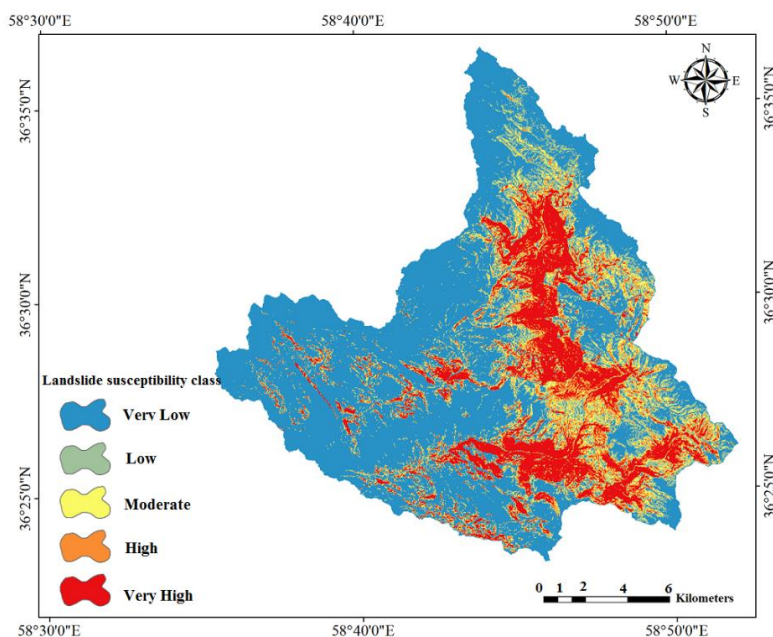 58°30'0"E 58°40'0"E 58°50'0"E
N
W E
S
36°35'0"N 36°35'0"N
36°30'0"N 36°30'0"N
Landslide susceptibility class
Very Low
Low
Moderate
36°25'0"N 36°25'0"N
High
Very High
0 1 2 4 6
Kilometers
58°30'0"E 58°40'0"E 58°50'0"E